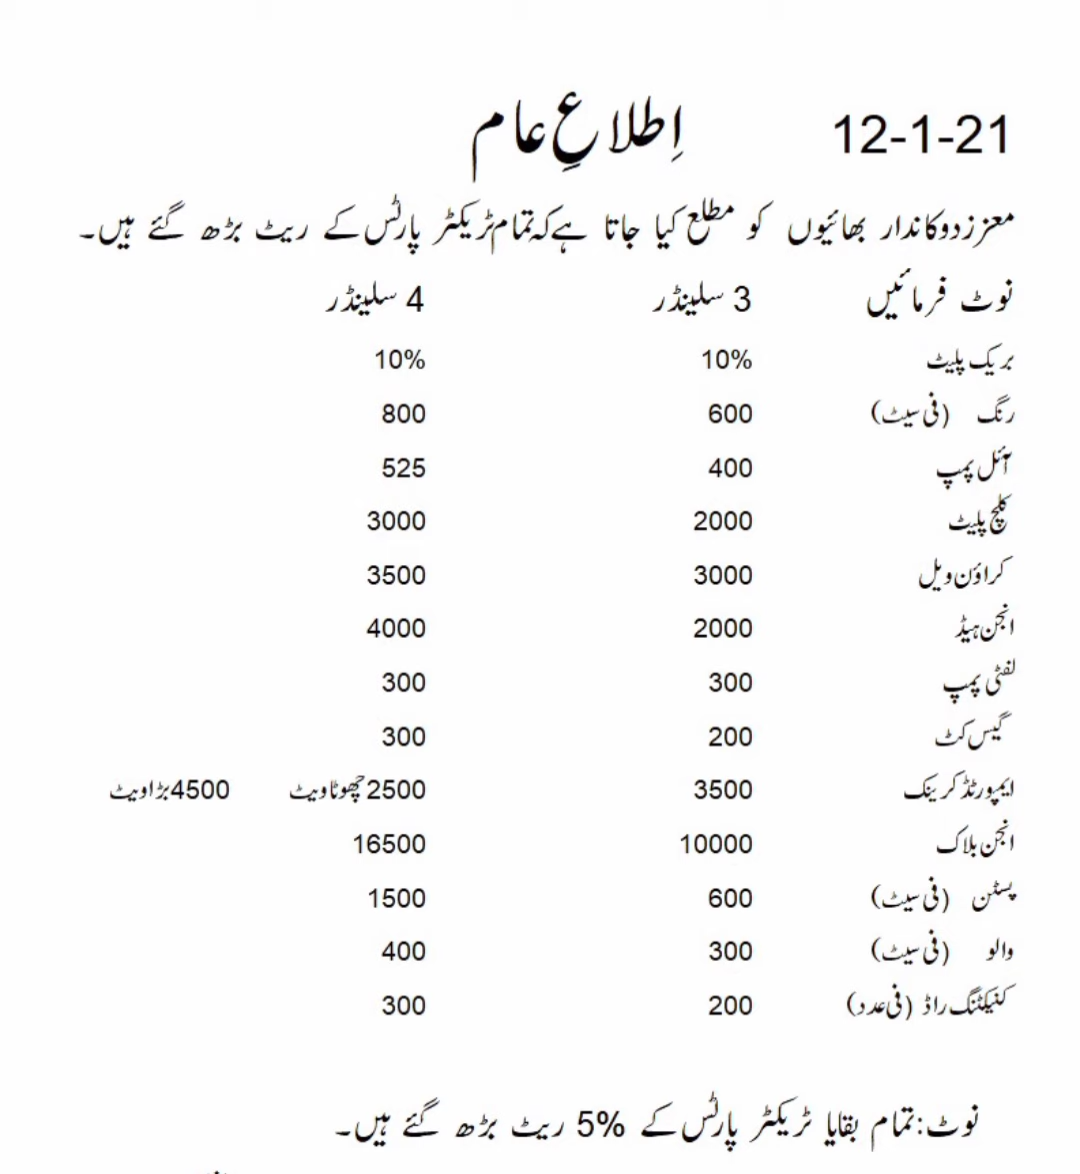 12-1-21 اِطلاعِ عام
معزز دوکاندار بھائیوں کو مطلع کیا جاتا ہے کہ تمام ٹریکٹر پارٹس کے ریٹ بڑھ گئے ہیں۔
نوٹ فرمائیں 3 سلینڈر 4 سلینڈر
بریک پلیٹ 10% 10%
رنگ (فی سیٹ) 600 800
آئل پمپ 400 525
کلچ پلیٹ 2000 3000
کراؤن ویل 3000 3500
انجن ہیڈ 2000 4000
لفٹی پمپ 300 300
گیس کٹ 200 300
ایمپورٹڈ کرینک 3500 2500 چھوٹا ویٹ 4500 بڑا ویٹ
انجن بلاک 10000 16500
پسٹن (فی سیٹ) 600 1500
والو (فی سیٹ) 300 400
کنیکٹنگ راڈ (فی عدد) 200 300
نوٹ: تمام بقایا ٹریکٹر پارٹس کے 5% ریٹ بڑھ گئے ہیں۔